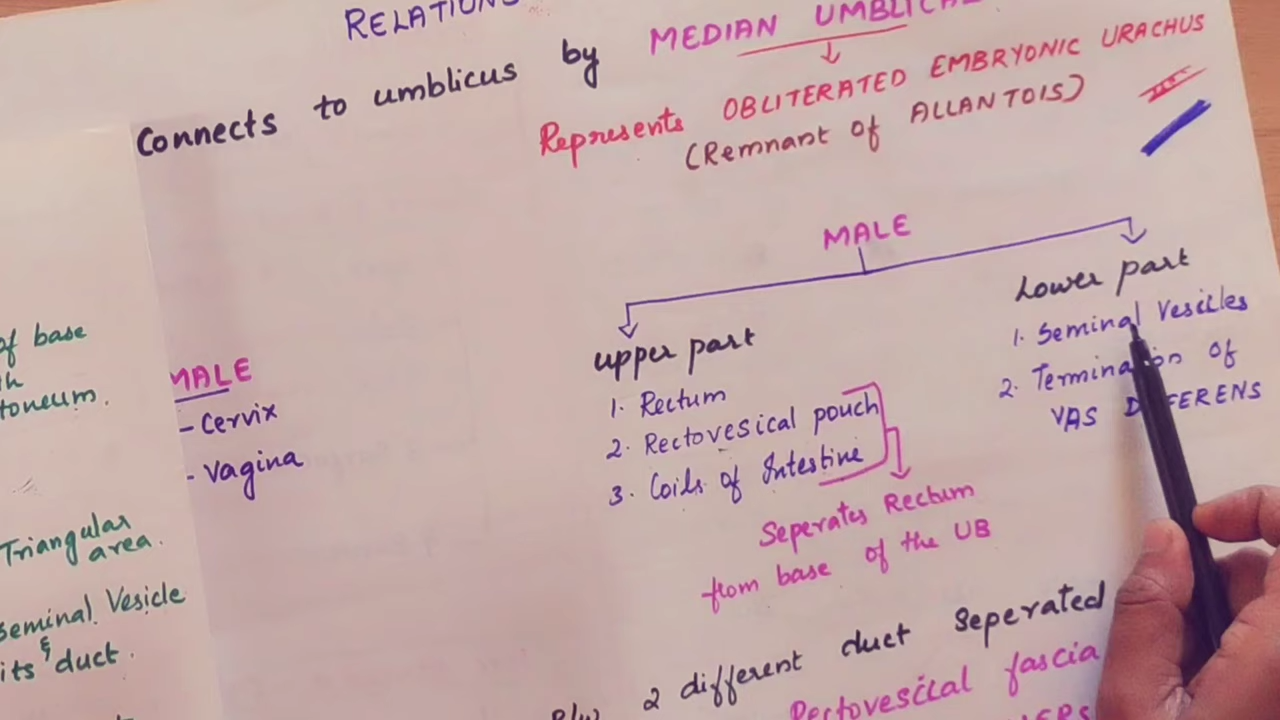 RELATIONS
Connects to umblicus by MEDIAN UMBLICAL
Represents OBLITERATED EMBRYONIC URACHUS
(Remnant of ALLANTOIS)
MALE
upper part
1. Rectum
2. Rectovesical pouch
3. Coils of Intestine
Seperates Rectum
from base of the UB
Lower part
1. Seminal Vesicles
2. Termination of
VAS DIFFERENS
MALE
- Cervix
- Vagina
of base
toneum.
Triangular
area.
Seminal Vesicle
& its duct.
B/w 2 different duct seperated
Rectovesical fascia